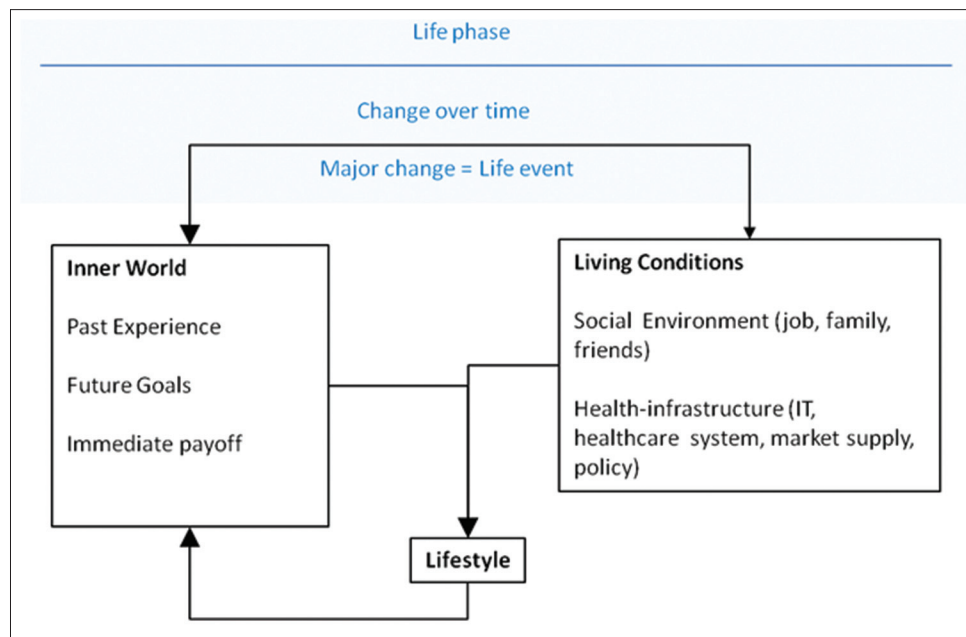 Life phase
Change over time
Major change = Life event
Inner World
Past Experience
Future Goals
Immediate payoff
Living Conditions
Social Environment (job, family,
friends)
Health-infrastructure (IT,
healthcare system, market supply,
policy)
Lifestyle